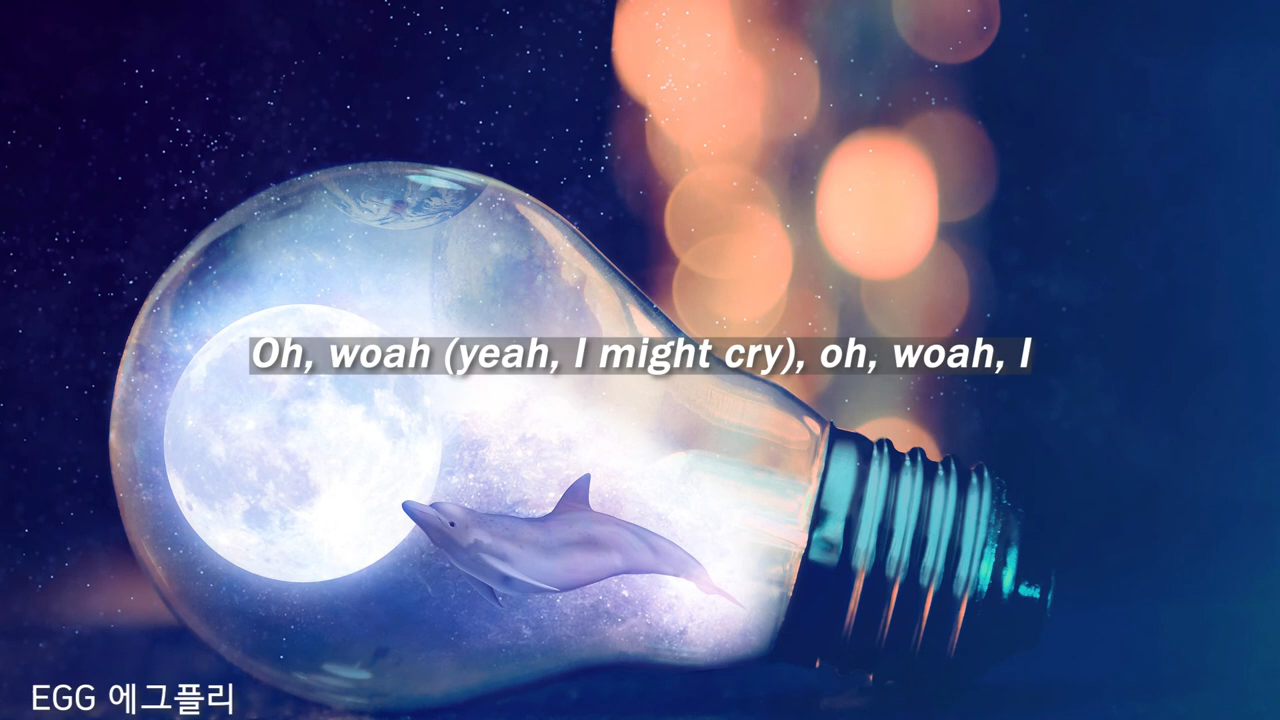 Oh, woah (yeah, I might cry), oh, woah, I
EGG 에그플리